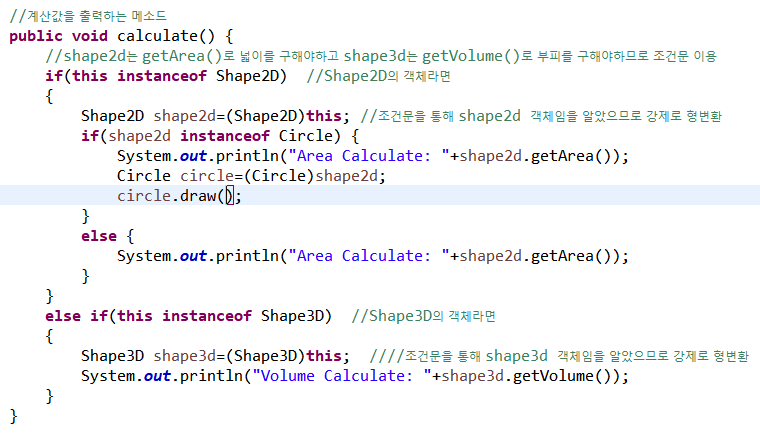 //계산값을 출력하는 메소드
public void calculate() {
    //shape2d는 getArea()로 넓이를 구해야하고 shape3d는 getVolume()로 부피를 구해야하므로 조건문 이용
    if(this instanceof Shape2D)  //Shape2D의 객체라면
    {
        Shape2D shape2d=(Shape2D)this; //조건문을 통해 shape2d 객체임을 알았으므로 강제로 형변환
        if(shape2d instanceof Circle) {
            System.out.println("Area Calculate: "+shape2d.getArea());
            Circle circle=(Circle)shape2d;
            circle.draw();
        }
        else {
            System.out.println("Area Calculate: "+shape2d.getArea());
        }
    }
    else if(this instanceof Shape3D)  //Shape3D의 객체라면
    {
        Shape3D shape3d=(Shape3D)this;  ////조건문을 통해 shape3d 객체임을 알았으므로 강제로 형변환
        System.out.println("Volume Calculate: "+shape3d.getVolume());
    }
}